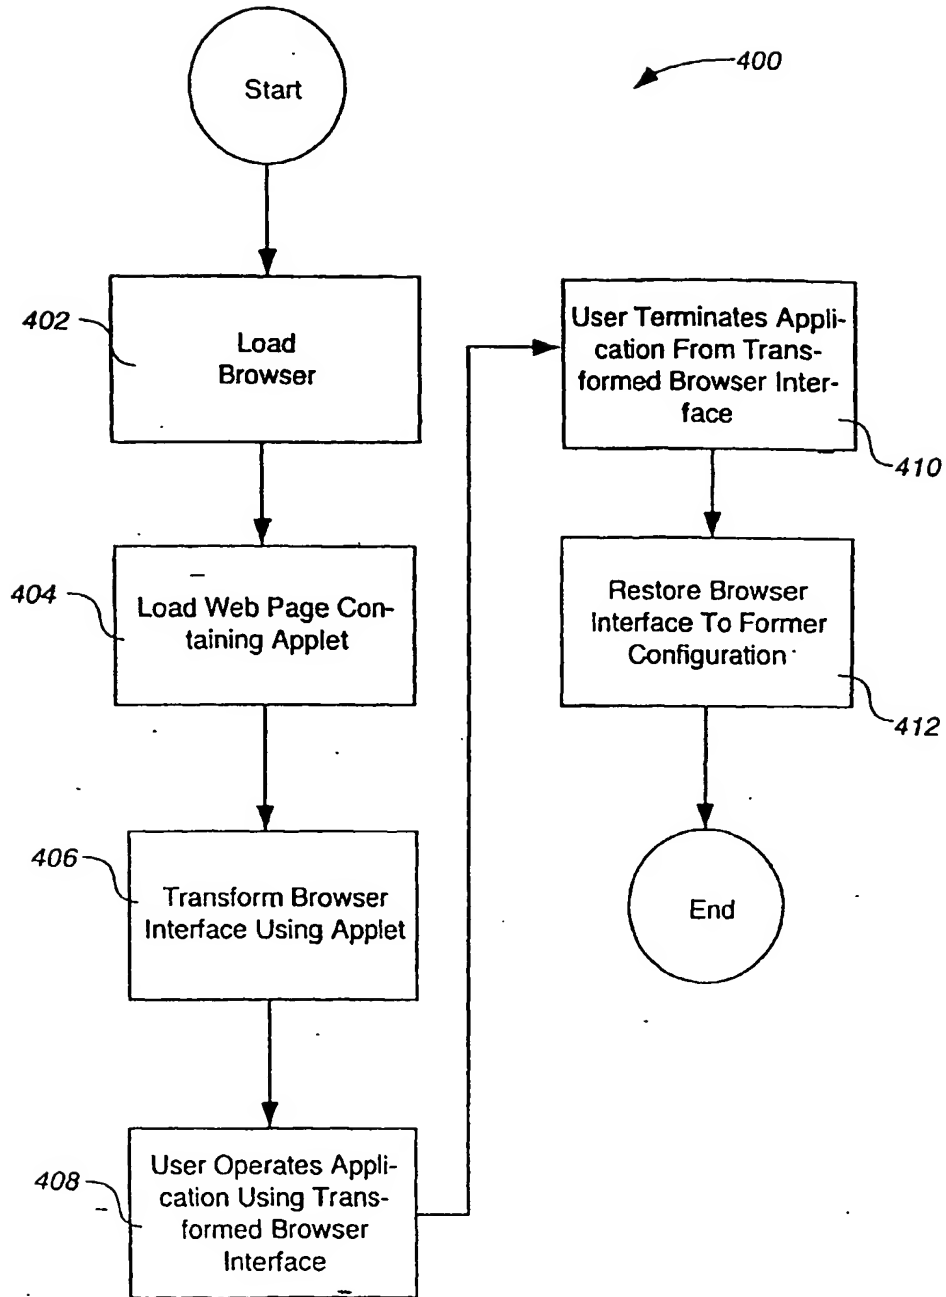 Start
400
402
Load
Browser
404
Load Web Page Con-
taining Applet
406
Transform Browser
Interface Using Applet
408
User Operates Appli-
cation Using Trans-
formed Browser
Interface
User Terminates Appli-
cation From Trans-
formed Browser Inter-
face
410
Restore Browser
Interface To Former
Configuration
412
End